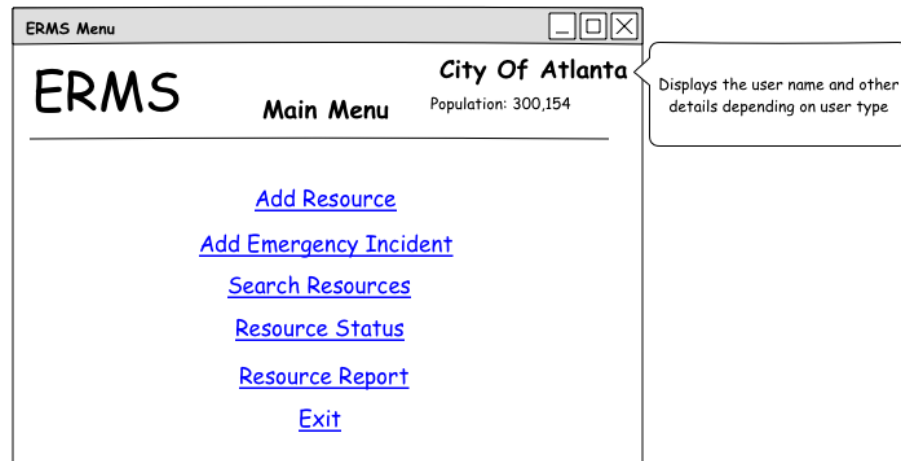 ERMS Menu
ERMS
Main Menu
City Of Atlanta
Population: 300,154
Displays the user name and other
details depending on user type
Add Resource
Add Emergency Incident
Search Resources
Resource Status
Resource Report
Exit